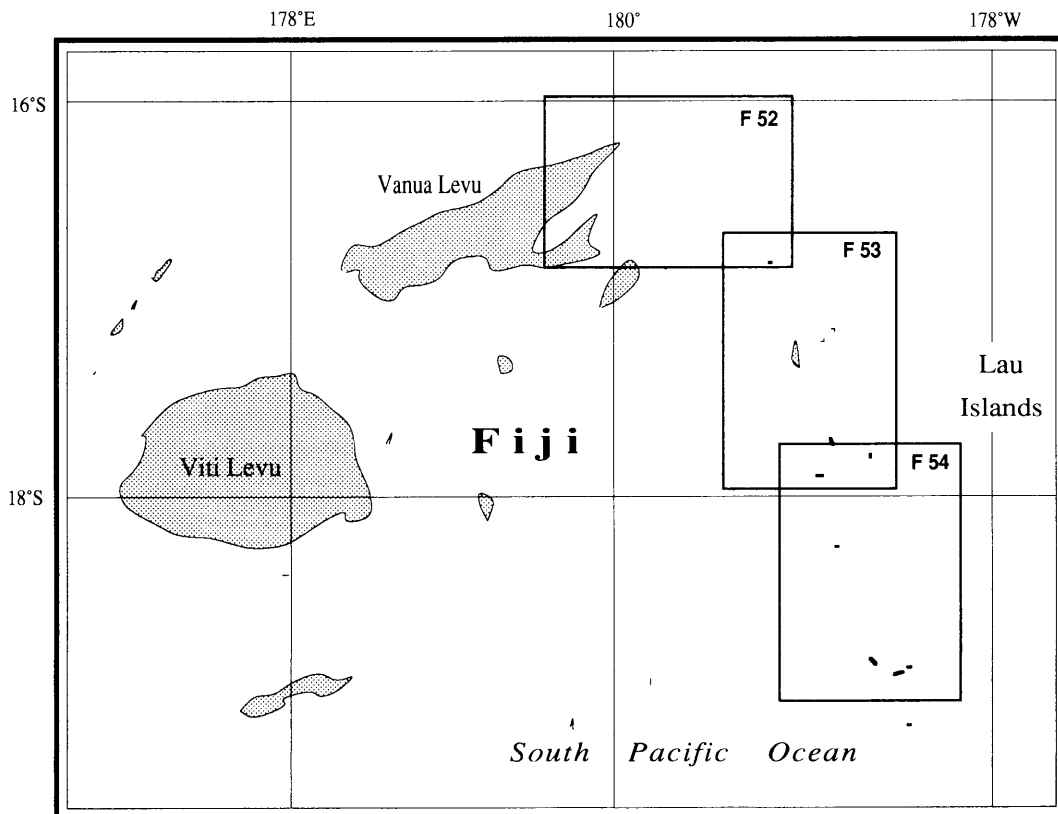 178°E 180° 178°W
16°S
F 52
Vanua Levu
F 53
Lau
Islands
Fiji
Viti Levu
F 54
18°S
South Pacific Ocean